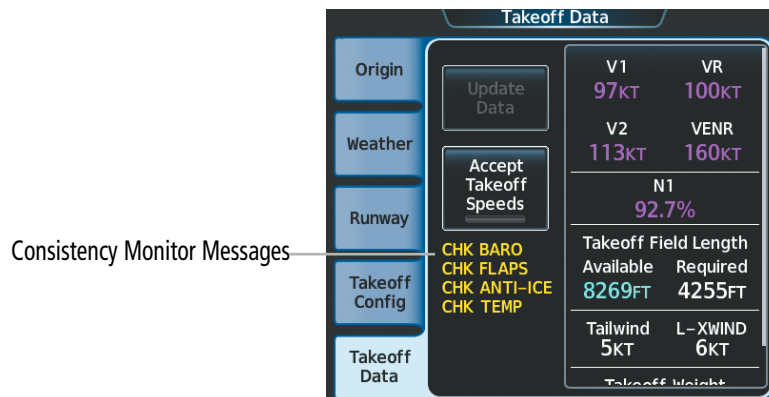 Takeoff Data
Origin
Weather
Runway
Takeoff
Config
Takeoff
Data
Update
Data
Accept
Takeoff
Speeds
Consistency Monitor Messages
CHK BARO
CHK FLAPS
CHK ANTI-ICE
CHK TEMP
V1 VR
97KT 100KT
V2 VENR
113KT 160KT
N1
92.7%
Takeoff Field Length
Available Required
8269FT 4255FT
Tailwind L-XWIND
5KT 6KT
Takeoff Weight